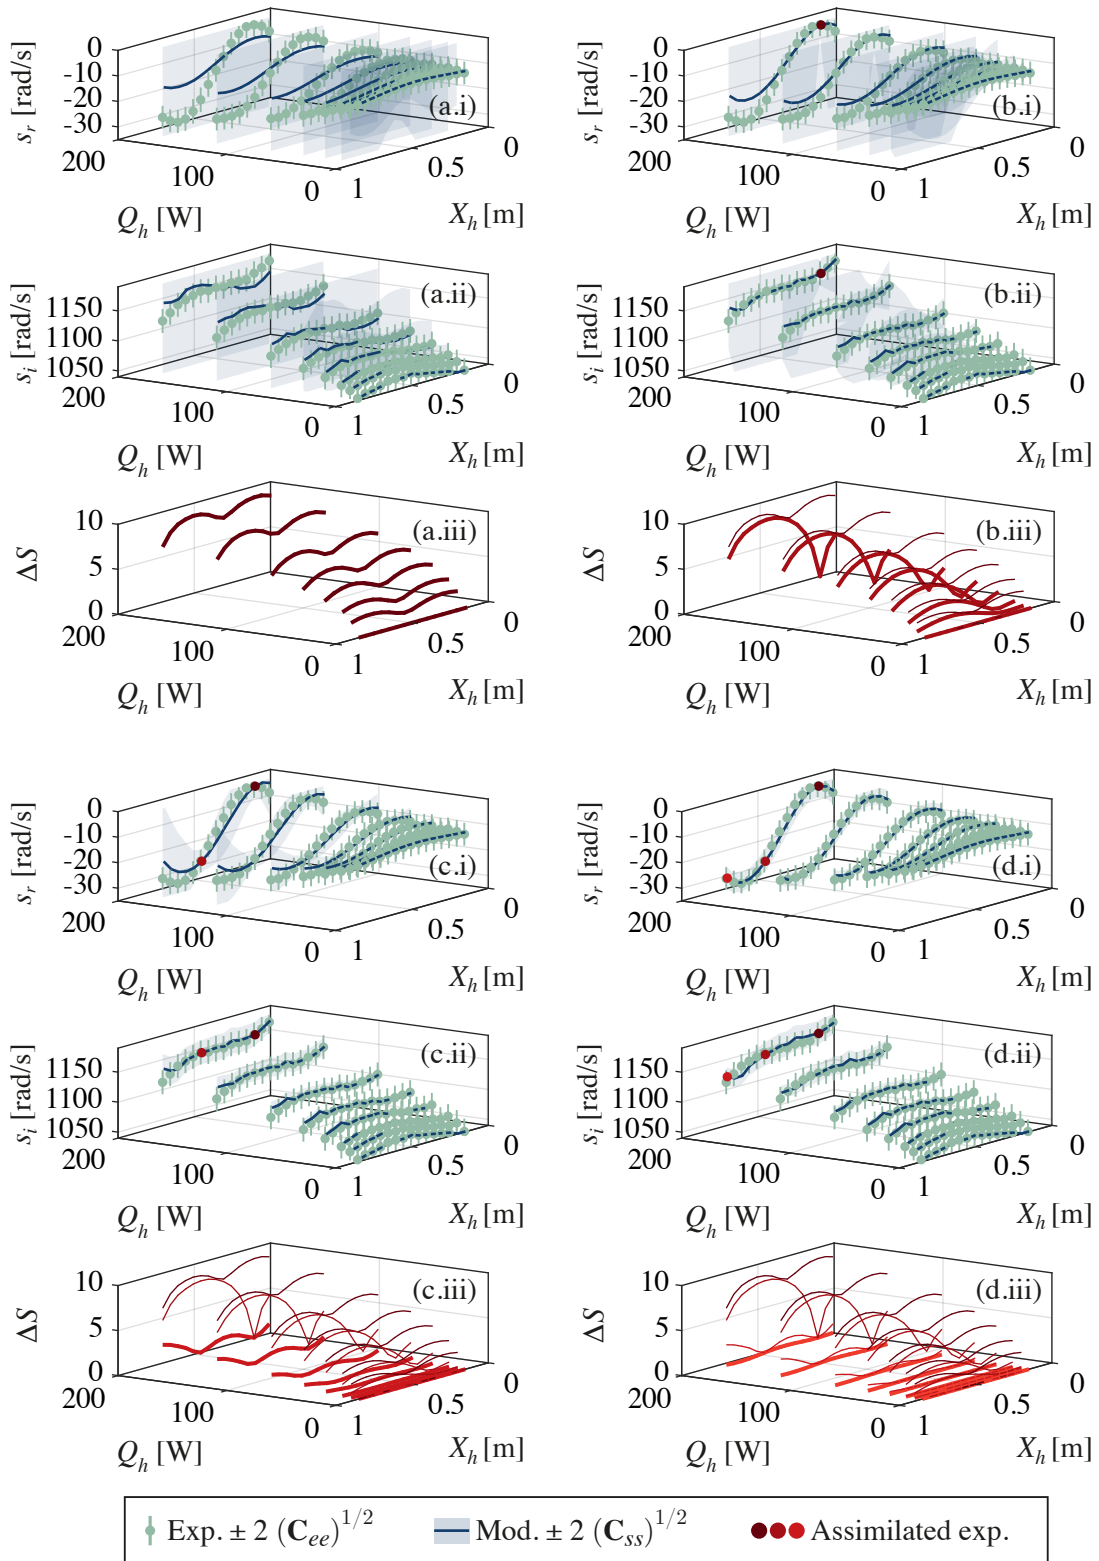 0
-10
-20
-30
s_r [rad/s]
(a.i)
200
100
0
1
0.5
0
Q_h [W]
X_h [m]
0
-10
-20
-30
s_r [rad/s]
(b.i)
200
100
0
1
0.5
0
Q_h [W]
X_h [m]
1150
1100
1050
s_i [rad/s]
(a.ii)
200
100
0
1
0.5
0
Q_h [W]
X_h [m]
1150
1100
1050
s_i [rad/s]
(b.ii)
200
100
0
1
0.5
0
Q_h [W]
X_h [m]
10
5
0
ΔS
(a.iii)
200
100
0
1
0.5
0
Q_h [W]
X_h [m]
10
5
0
ΔS
(b.iii)
200
100
0
1
0.5
0
Q_h [W]
X_h [m]
0
-10
-20
-30
s_r [rad/s]
(c.i)
200
100
0
1
0.5
0
Q_h [W]
X_h [m]
0
-10
-20
-30
s_r [rad/s]
(d.i)
200
100
0
1
0.5
0
Q_h [W]
X_h [m]
1150
1100
1050
s_i [rad/s]
(c.ii)
200
100
0
1
0.5
0
Q_h [W]
X_h [m]
1150
1100
1050
s_i [rad/s]
(d.ii)
200
100
0
1
0.5
0
Q_h [W]
X_h [m]
10
5
0
ΔS
(c.iii)
200
100
0
1
0.5
0
Q_h [W]
X_h [m]
10
5
0
ΔS
(d.iii)
200
100
0
1
0.5
0
Q_h [W]
X_h [m]
Exp. ± 2 (C_ee)^1/2 Mod. ± 2 (C_ss)^1/2 Assimilated exp.